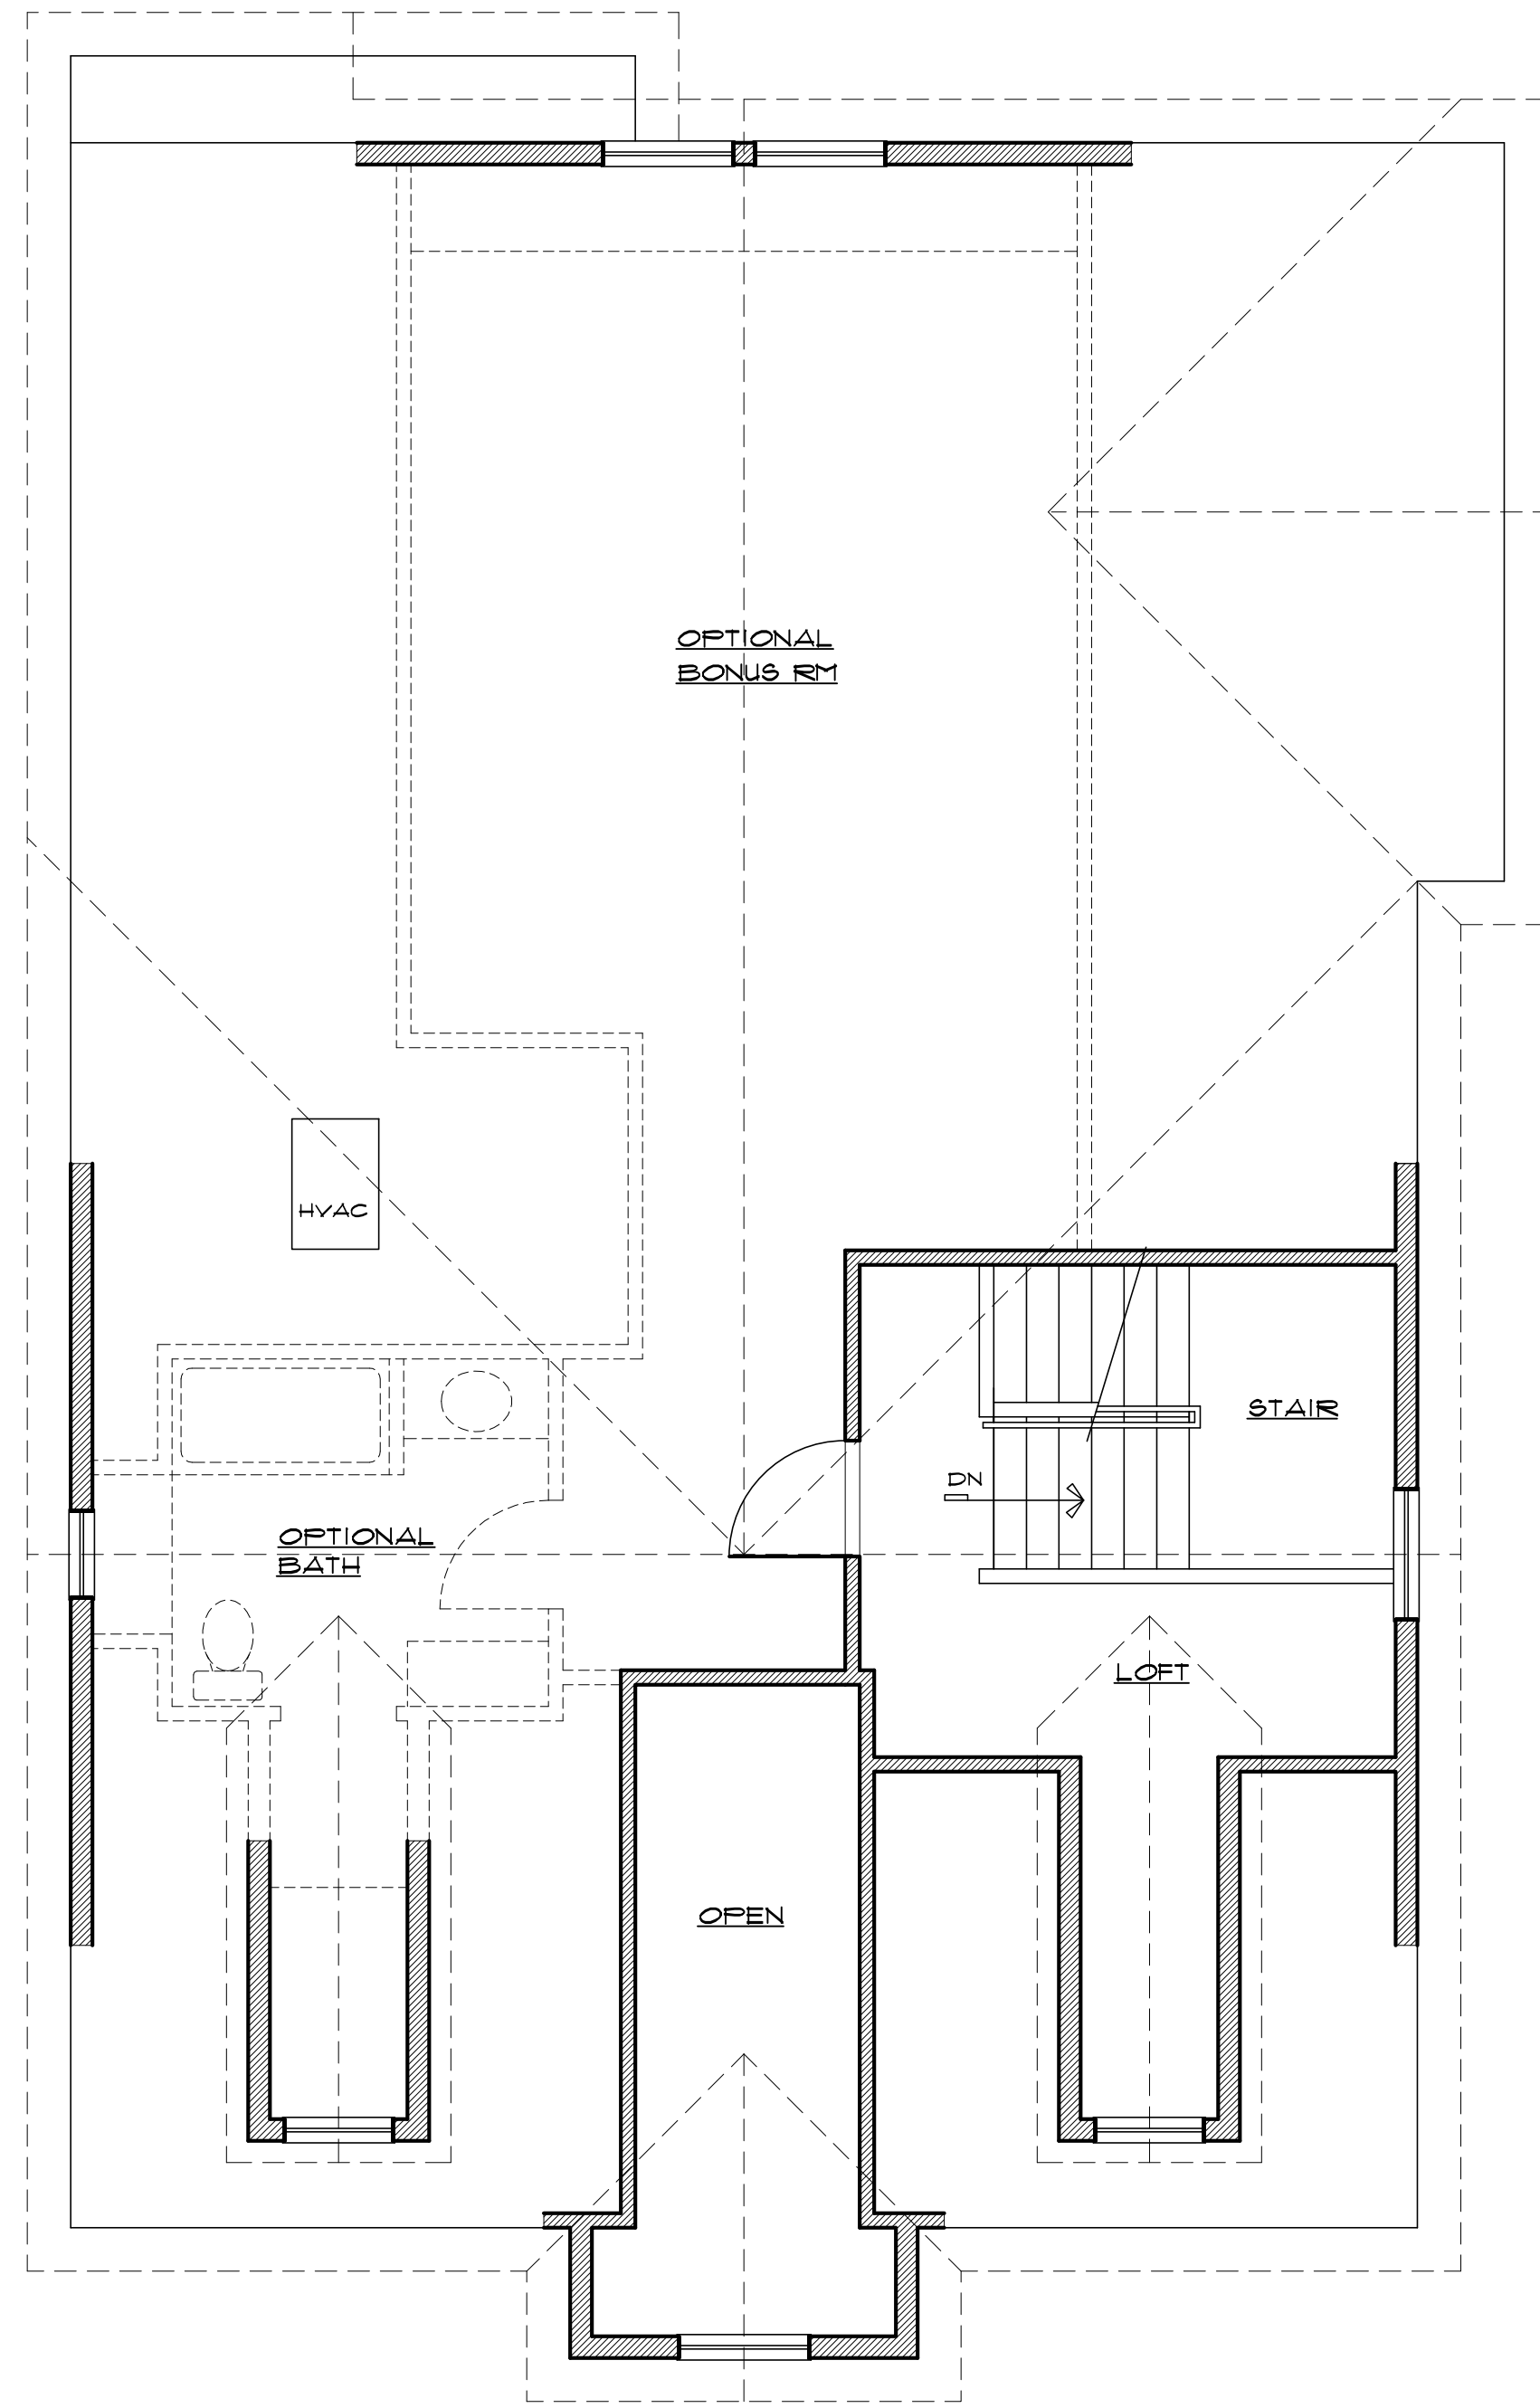 OPTIONAL
BONUS RM
HVAC
STAIR
DN
OPTIONAL
BATH
LOFT
OPEN